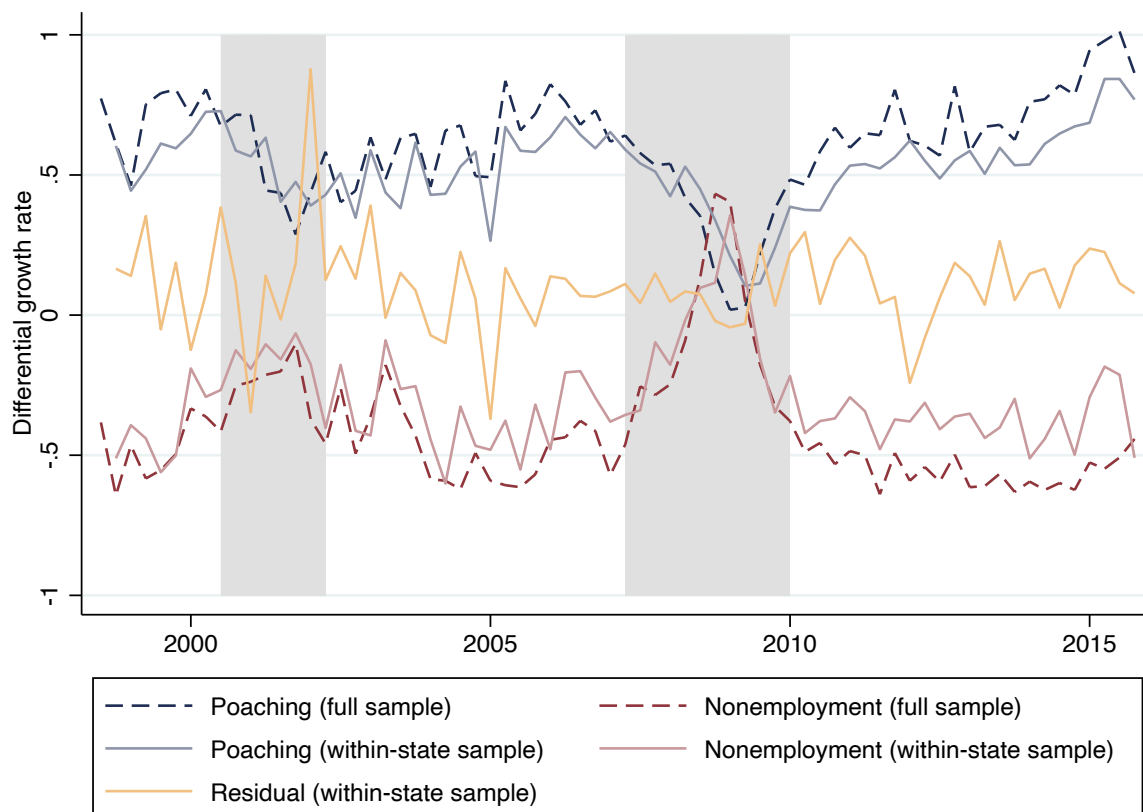 Differential growth rate
1
.5
0
-.5
-1
2000 2005 2010 2015
Poaching (full sample) Nonemployment (full sample)
Poaching (within-state sample) Nonemployment (within-state sample)
Residual (within-state sample)